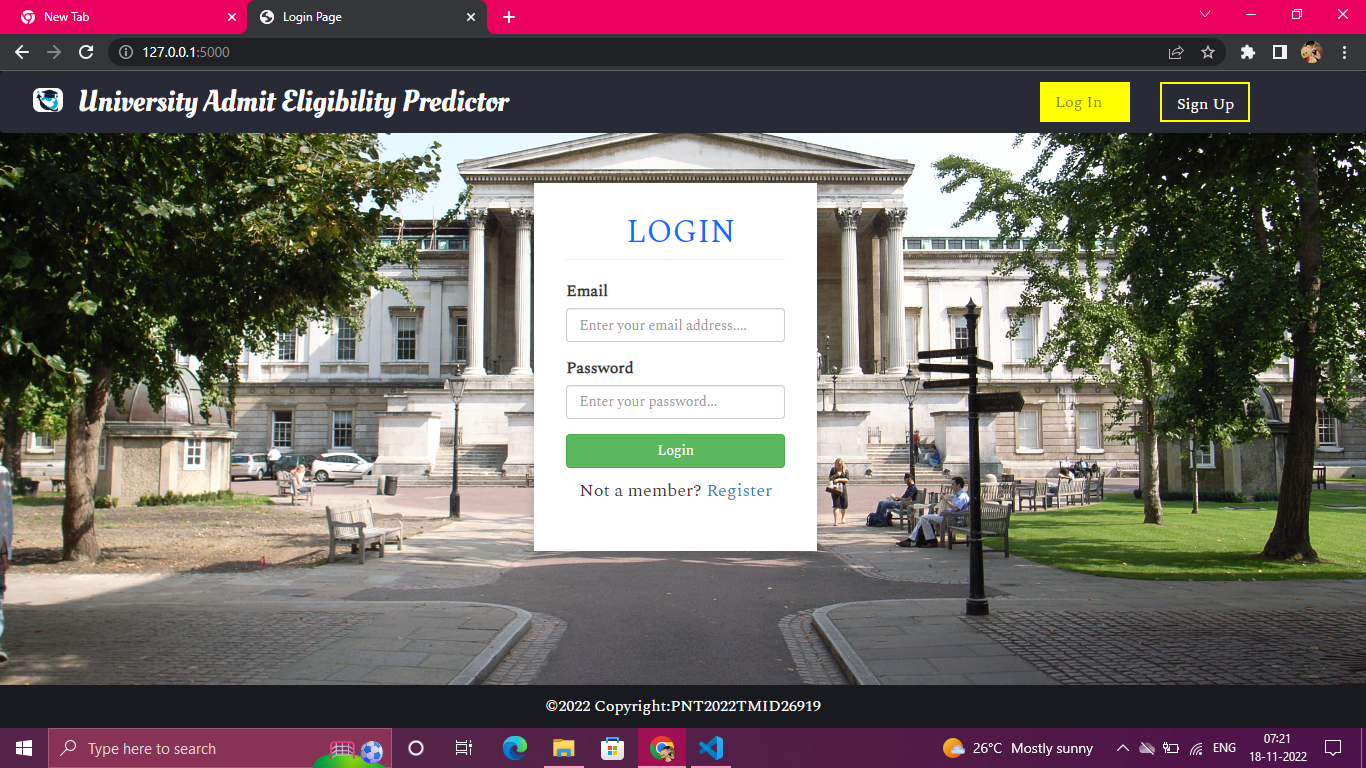 New Tab
Login Page
127.0.0.1:5000
University Admit Eligibility Predictor
Log In
Sign Up
LOGIN
Email
Enter your email address....
Password
Enter your password...
Login
Not a member? Register
©2022 Copyright:PNT2022TMID26919
Type here to search
26°C Mostly sunny
ENG
07:21
18-11-2022